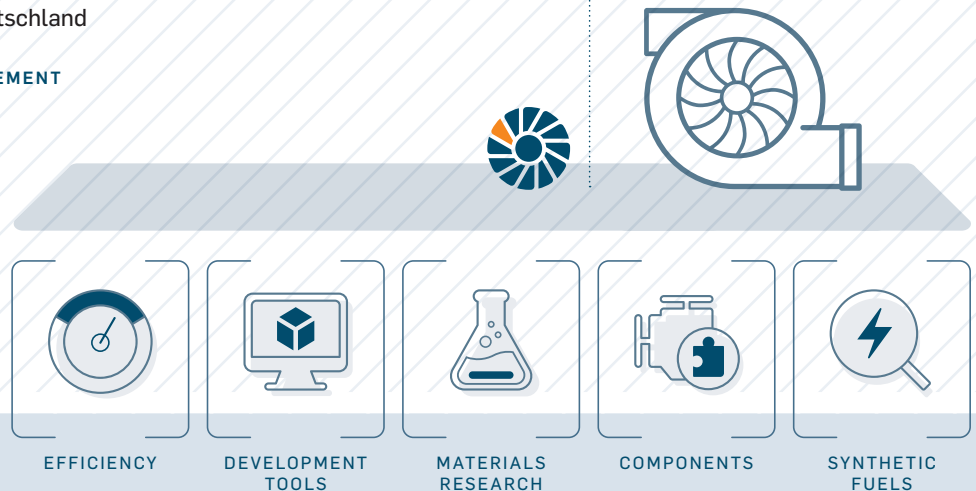 tschland
EMENT
EFFICIENCY
DEVELOPMENT
TOOLS
MATERIALS
RESEARCH
COMPONENTS
SYNTHETIC
FUELS